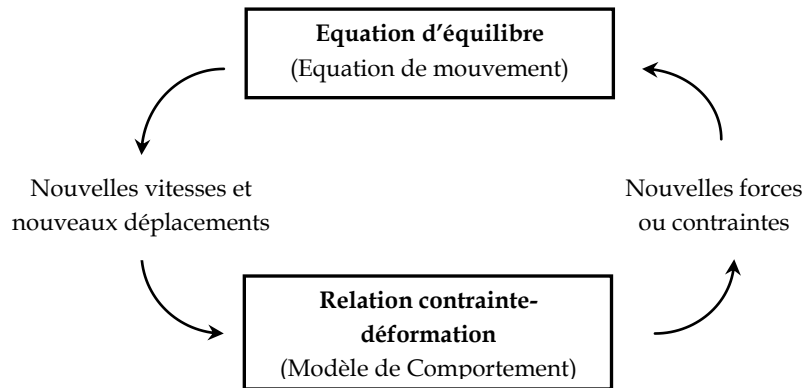 Equation d’équilibre
(Equation de mouvement)
Nouvelles vitesses et
nouveaux déplacements
Nouvelles forces
ou contraintes
Relation contrainte-
déformation
(Modèle de Comportement)